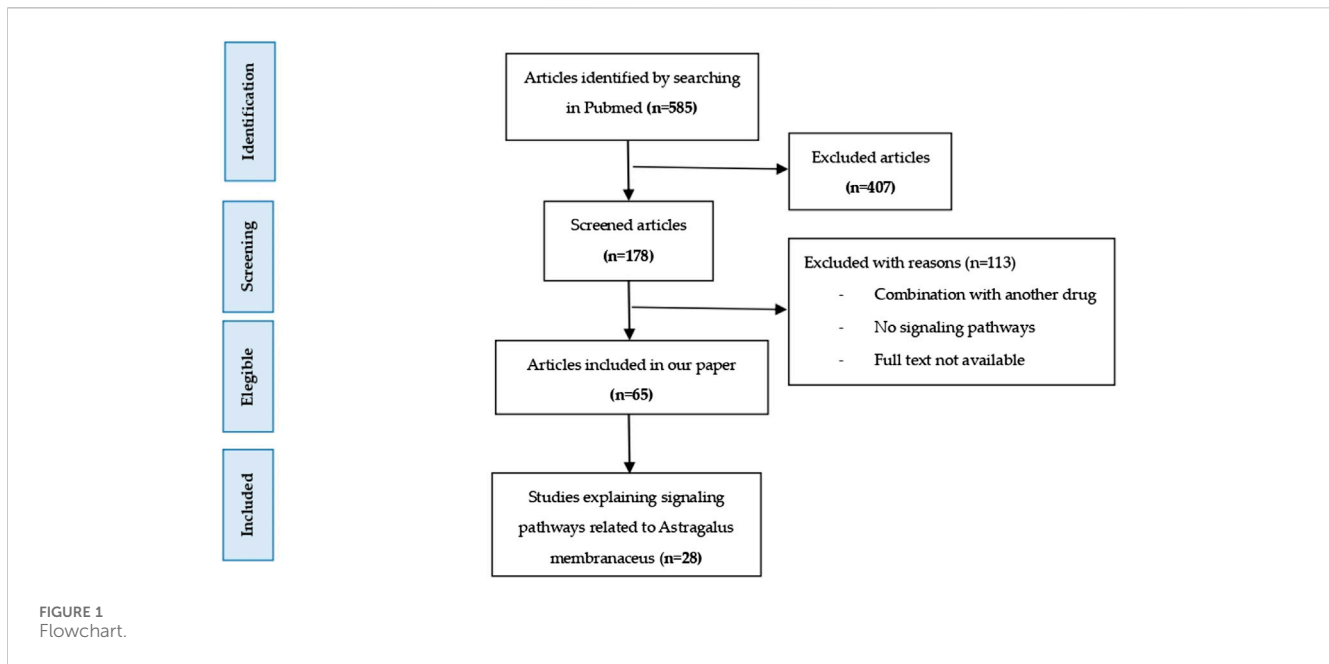 Identification
Articles identified by searching
in Pubmed (n=585)
Excluded articles
(n=407)
Screening
Screened articles
(n=178)
Excluded with reasons (n=113)
- Combination with another drug
- No signaling pathways
- Full text not available
Elegible
Articles included in our paper
(n=65)
Included
Studies explaining signaling
pathways related to Astragalus
membranaceus (n=28)
FIGURE 1
Flowchart.